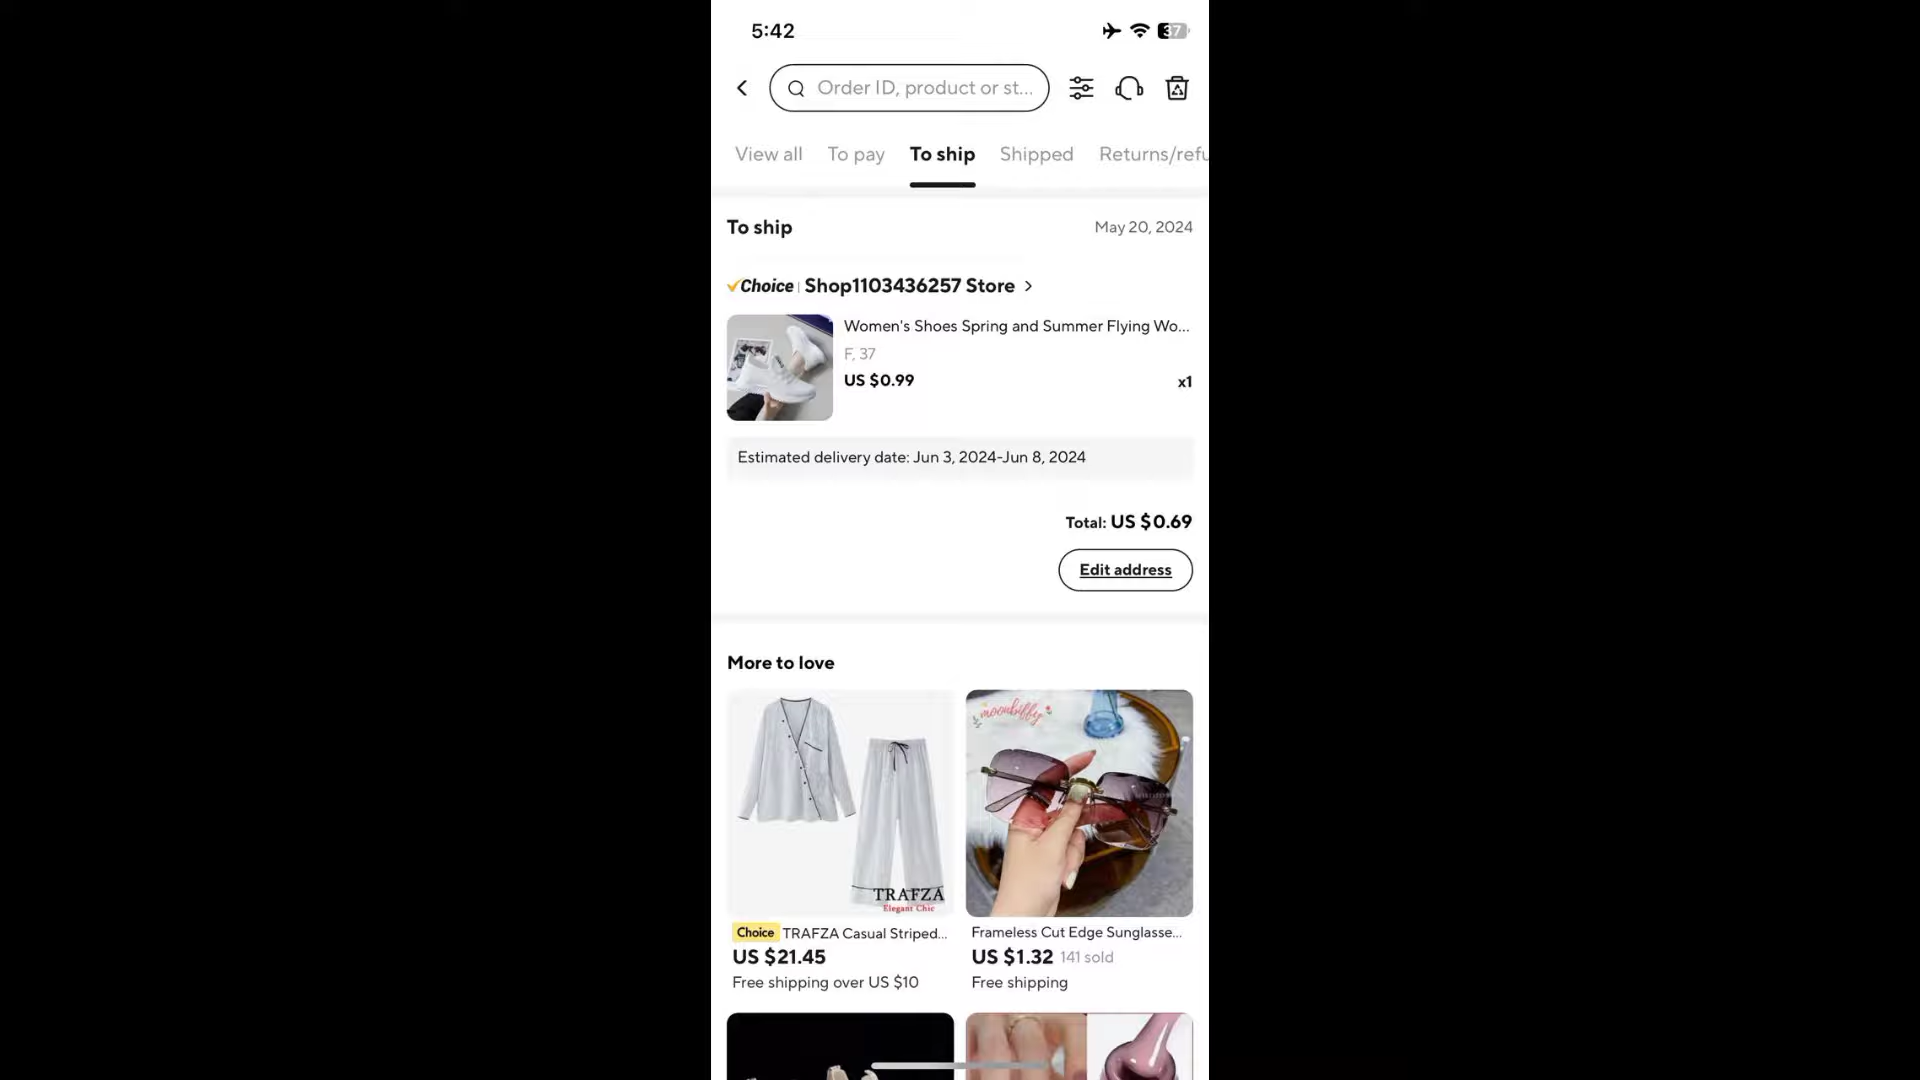 5:42
37
Order ID, product or st...
View all To pay To ship Shipped Returns/refu
To ship May 20, 2024
Choice Shop1103436257 Store
Women's Shoes Spring and Summer Flying Wo...
F, 37
US $0.99 x1
Estimated delivery date: Jun 3, 2024-Jun 8, 2024
Total: US $0.69
Edit address
More to love
moonbiffy
TRAFZA
Elegant Chic
Choice TRAFZA Casual Striped...
US $21.45
Free shipping over US $10
Frameless Cut Edge Sunglasse...
US $1.32 141 sold
Free shipping